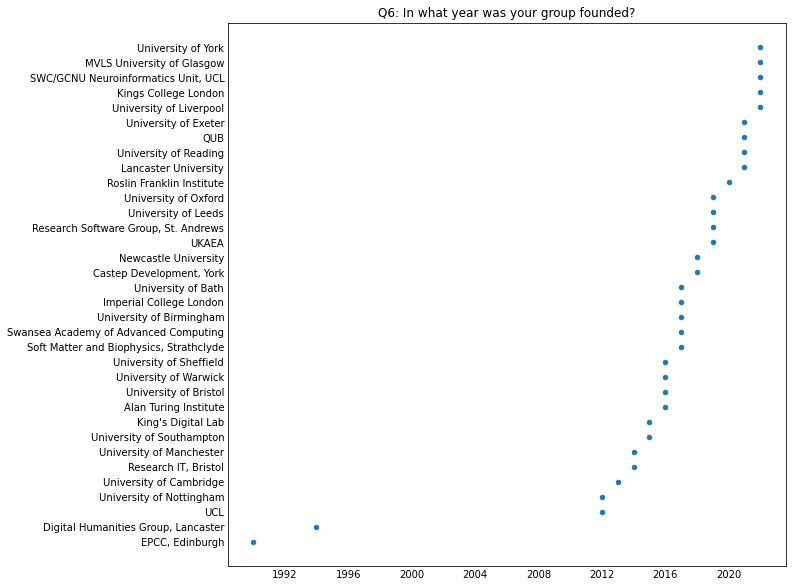 Q6: In what year was your group founded?
University of York
MVLS University of Glasgow
SWC/GCNU Neuroinformatics Unit, UCL
Kings College London
University of Liverpool
University of Exeter
QUB
University of Reading
Lancaster University
Roslin Franklin Institute
University of Oxford
University of Leeds
Research Software Group, St. Andrews
UKAEA
Newcastle University
Castep Development, York
University of Bath
Imperial College London
University of Birmingham
Swansea Academy of Advanced Computing
Soft Matter and Biophysics, Strathclyde
University of Sheffield
University of Warwick
University of Bristol
Alan Turing Institute
King's Digital Lab
University of Southampton
University of Manchester
Research IT, Bristol
University of Cambridge
University of Nottingham
UCL
Digital Humanities Group, Lancaster
EPCC, Edinburgh
1992 1996 2000 2004 2008 2012 2016 2020